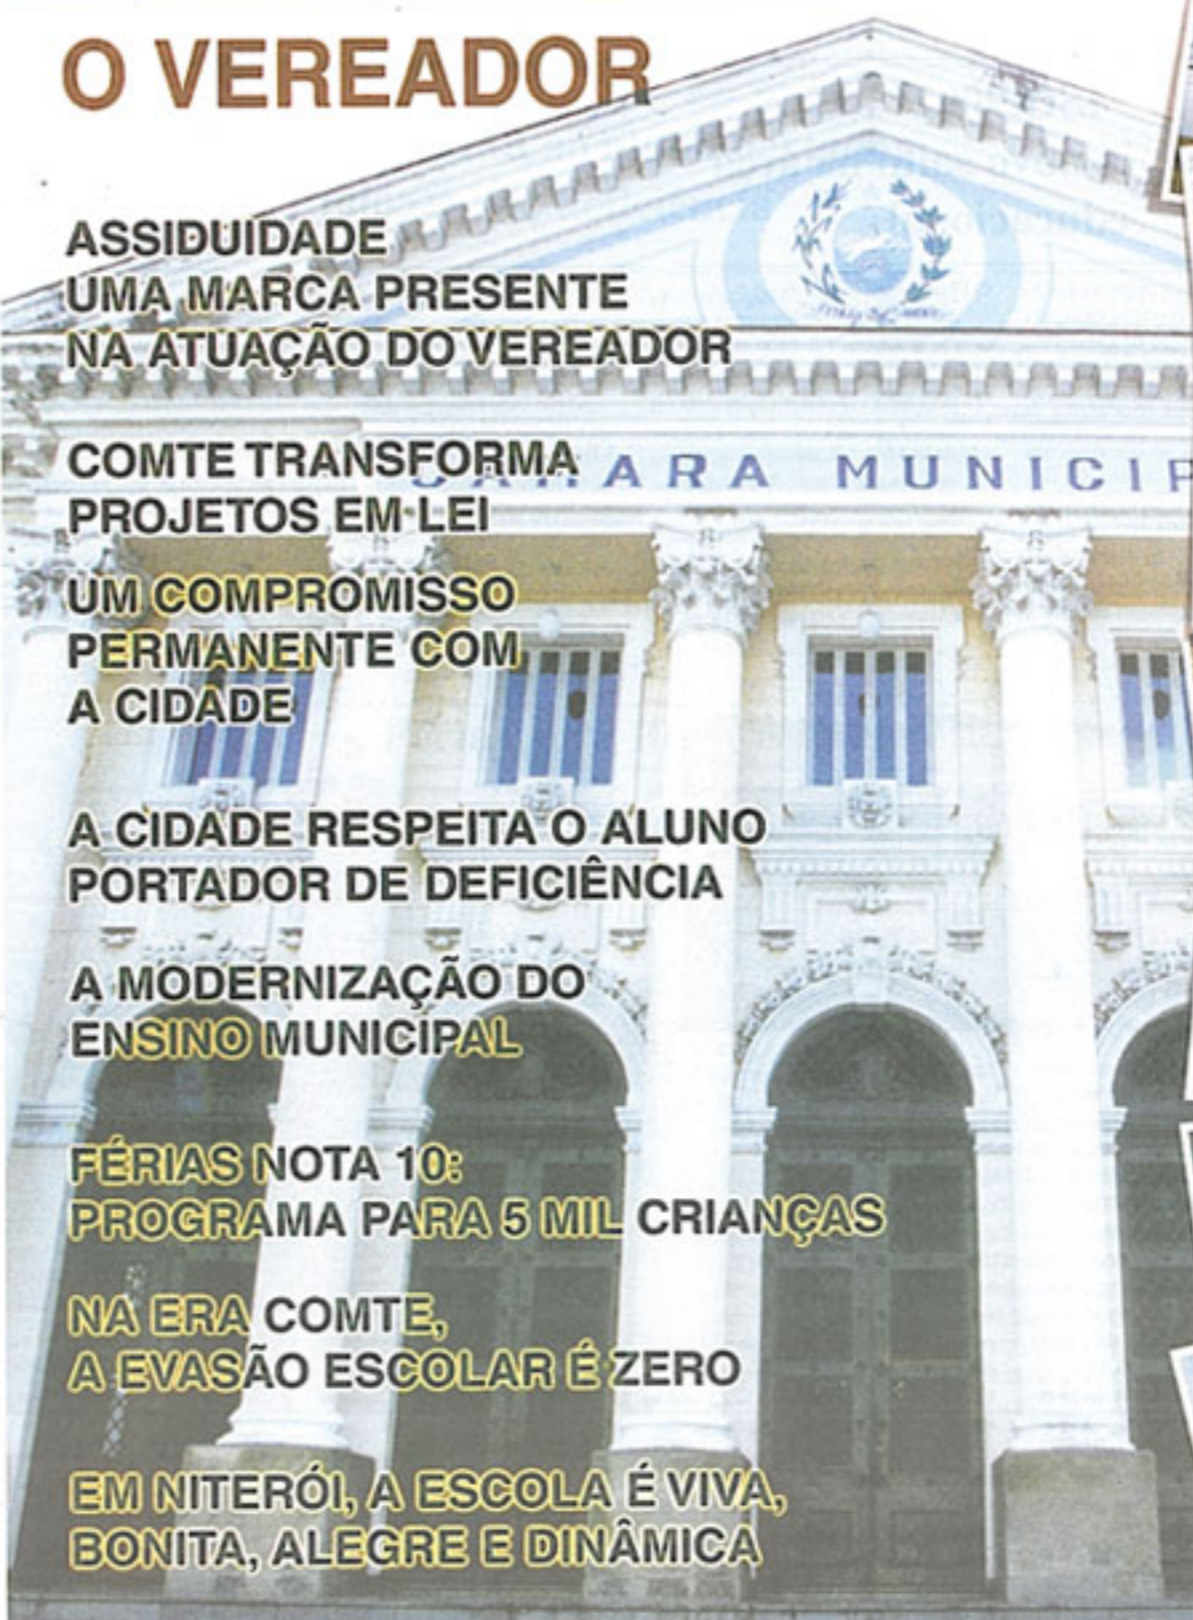 O VEREADOR
ASSIDUIDADE
UMA MARCA PRESENTE
NA ATUAÇÃO DO VEREADOR
COMTE TRANSFORMA
PROJETOS EM LEI
CÂMARA MUNICIP
UM COMPROMISSO
PERMANENTE COM
A CIDADE
A CIDADE RESPEITA O ALUNO
PORTADOR DE DEFICIÊNCIA
A MODERNIZAÇÃO DO
ENSINO MUNICIPAL
FÉRIAS NOTA 10:
PROGRAMA PARA 5 MIL CRIANÇAS
NA ERA COMTE,
A EVASÃO ESCOLAR É ZERO
EM NITERÓI, A ESCOLA É VIVA,
BONITA, ALEGRE E DINÂMICA